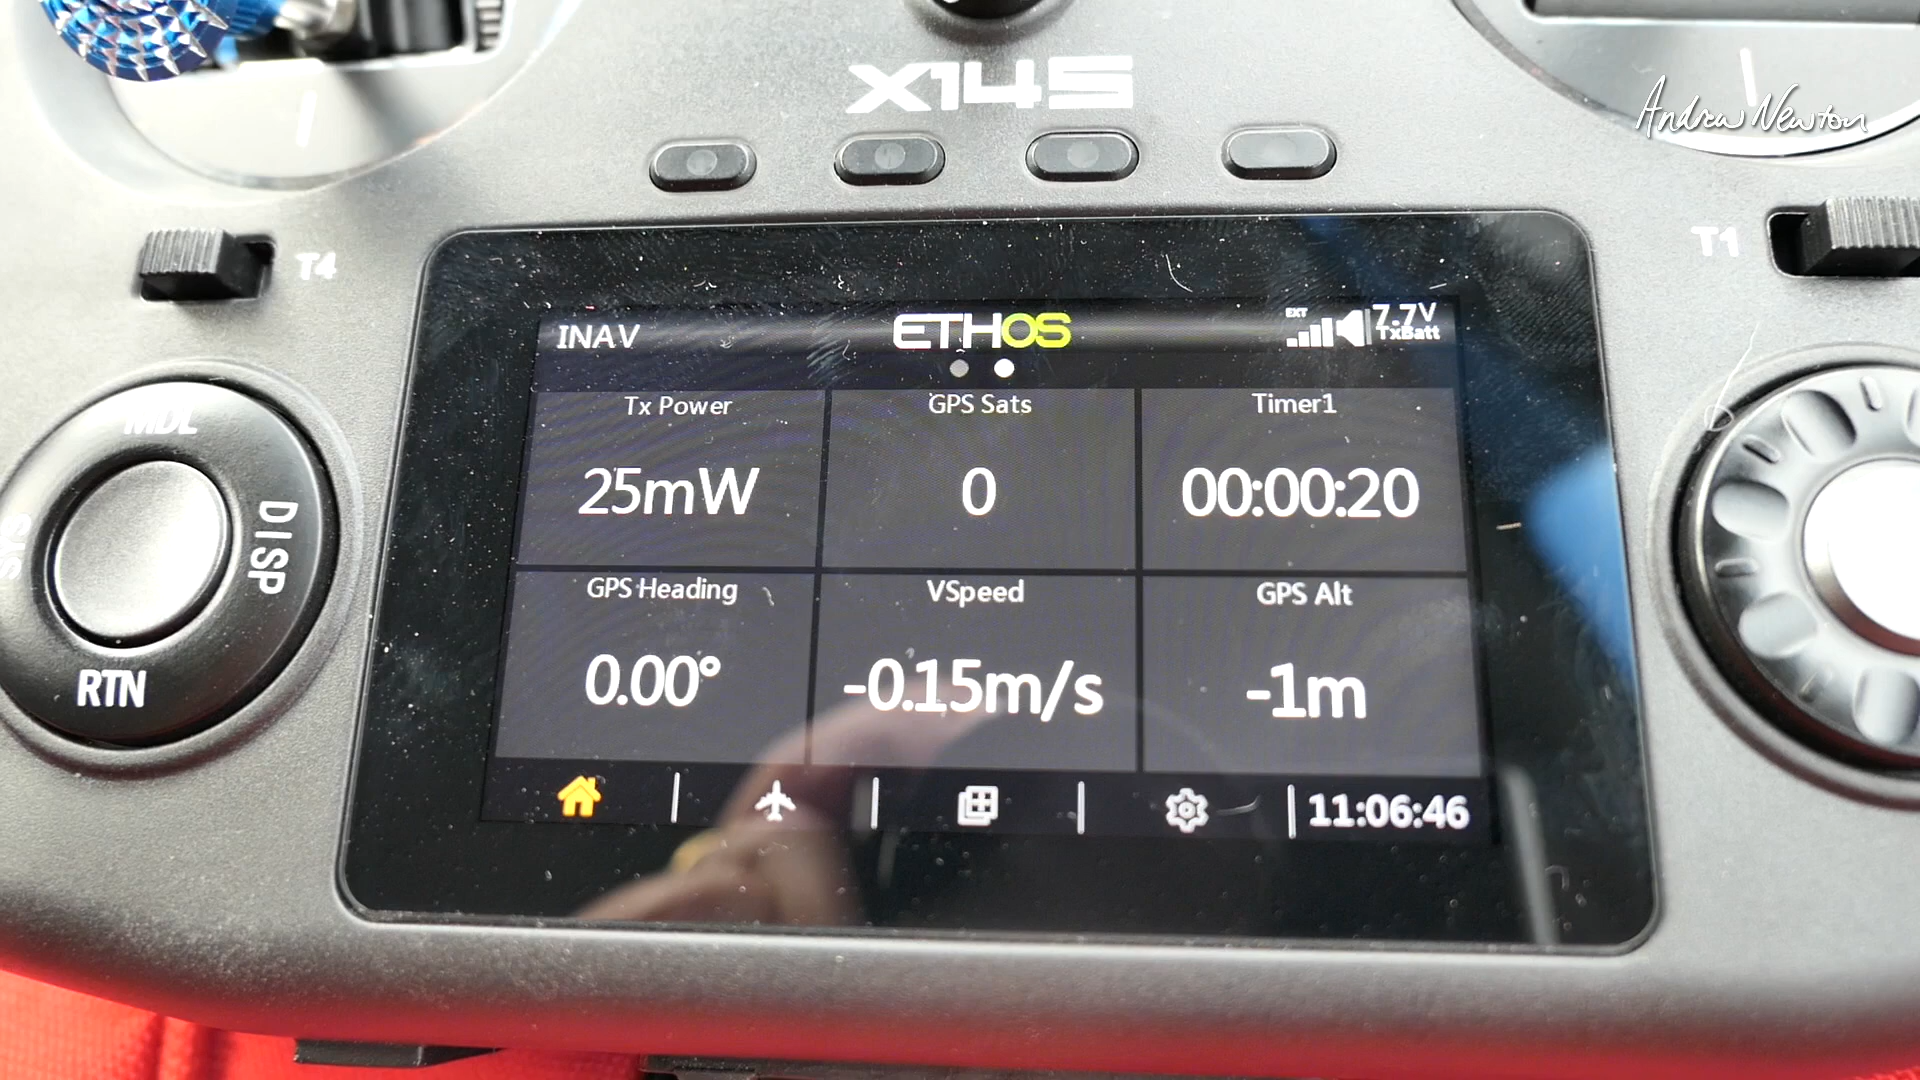 X14S
Andrew Newton
T4
T1
INAV
ETHOS
EXT
7.7V
TxBatt
Tx Power
GPS Sats
Timer1
25mW
0
00:00:20
GPS Heading
VSpeed
GPS Alt
0.00°
-0.15m/s
-1m
11:06:46
MDL
DISP
RTN